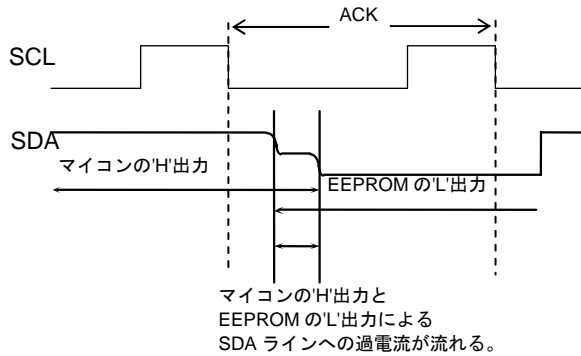 ACK
SCL
SDA
マイコンの'H'出力
EEPROM の'L'出力
マイコンの'H'出力と
EEPROM の'L'出力による
SDA ラインへの過電流が流れる。